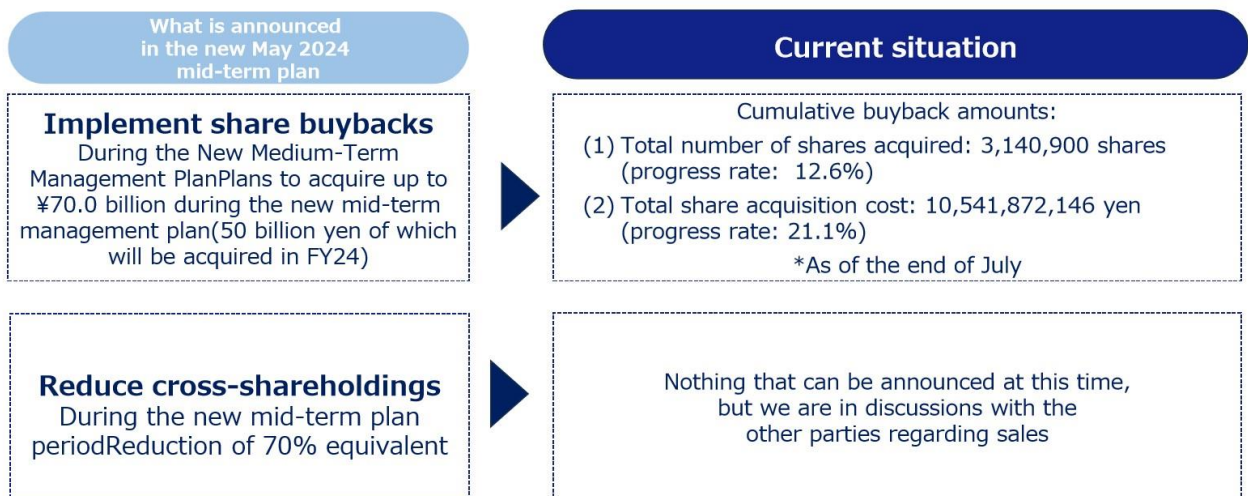 What is announced
in the new May 2024
mid-term plan
Current situation
Implement share buybacks
During the New Medium-Term
Management PlanPlans to acquire up to
¥70.0 billion during the new mid-term
management plan(50 billion yen of which
will be acquired in FY24)
Cumulative buyback amounts:
(1) Total number of shares acquired: 3,140,900 shares
(progress rate: 12.6%)
(2) Total share acquisition cost: 10,541,872,146 yen
(progress rate: 21.1%)
*As of the end of July
Reduce cross-shareholdings
During the new mid-term plan
periodReduction of 70% equivalent
Nothing that can be announced at this time,
but we are in discussions with the
other parties regarding sales